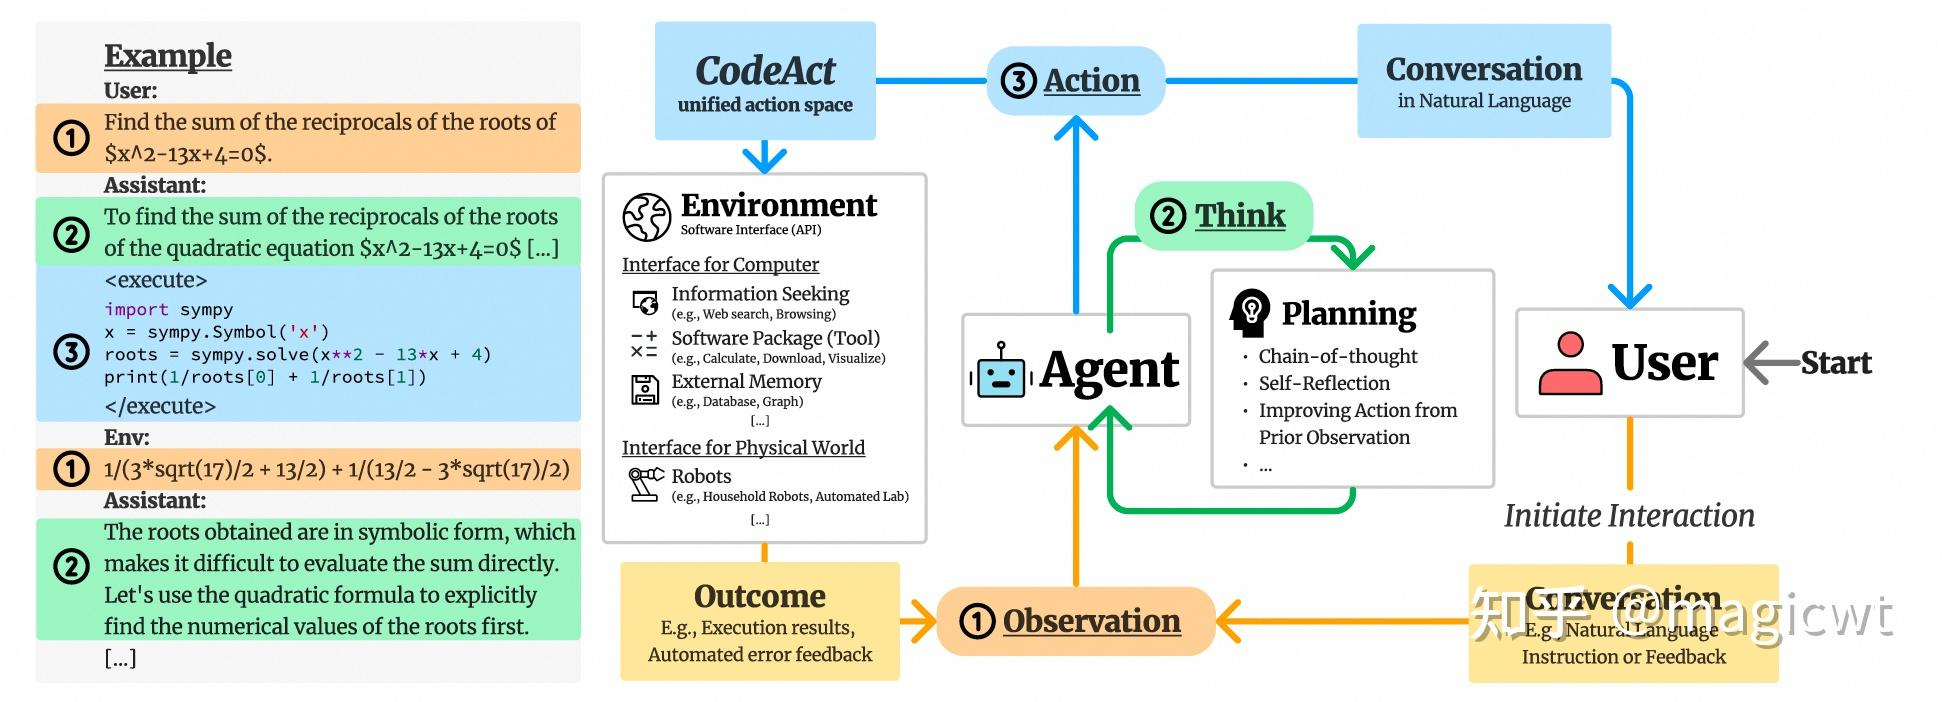 Example
User:
① Find the sum of the reciprocals of the roots of
$x^2-13x+4=0$.
Assistant:
② To find the sum of the reciprocals of the roots
of the quadratic equation $x^2-13x+4=0$ [...]
<execute>
③ import sympy
x = sympy.Symbol('x')
roots = sympy.solve(x**2 - 13*x + 4)
print(1/roots[0] + 1/roots[1])
</execute>
Env:
① 1/(3*sqrt(17)/2 + 13/2) + 1/(13/2 - 3*sqrt(17)/2)
Assistant:
② The roots obtained are in symbolic form, which
makes it difficult to evaluate the sum directly.
Let's use the quadratic formula to explicitly
find the numerical values of the roots first.
[...]
CodeAct
unified action space
③ Action
Conversation
in Natural Language
Environment
Software Interface (API)
Interface for Computer
Information Seeking
(e.g., Web search, Browsing)
Software Package (Tool)
(e.g., Calculate, Download, Visualize)
External Memory
(e.g., Database, Graph)
[...]
Interface for Physical World
Robots
(e.g., Household Robots, Automated Lab)
[...]
② Think
Agent
Planning
· Chain-of-thought
· Self-Reflection
· Improving Action from
Prior Observation
· ...
User
Start
Initiate Interaction
Outcome
E.g., Execution results,
Automated error feedback
① Observation
Conversation
E.g., Natural Language
Instruction or Feedback
知乎 @magicwt